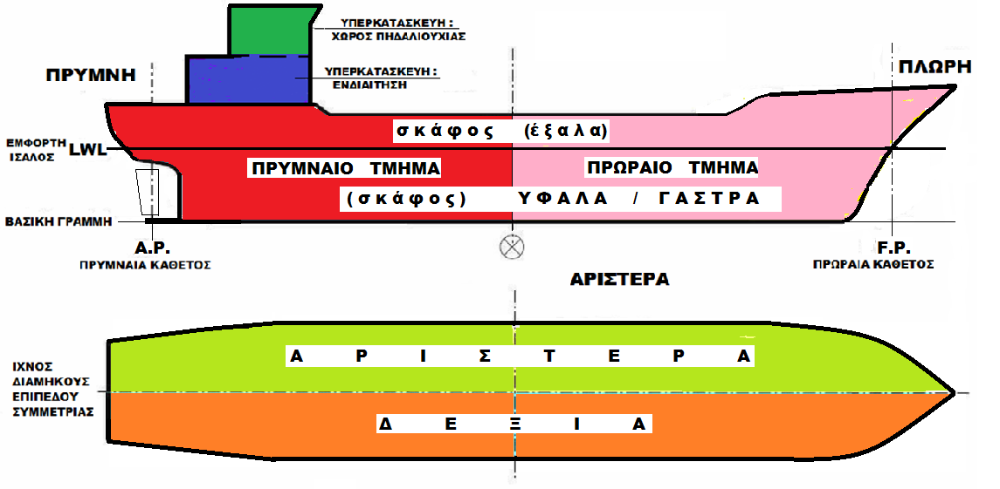 ΥΠΕΡΚΑΤΑΣΚΕΥΗ :
ΧΩΡΟΣ ΠΗΔΑΛΙΟΥΧΙΑΣ
ΠΡΥΜΝΗ
ΥΠΕΡΚΑΤΑΣΚΕΥΗ :
ΕΝΔΙΑΙΤΗΣΗ
ΠΛΩΡΗ
σκάφος (έξαλα)
ΕΜΦΟΡΤΗ
ΙΣΑΛΟΣ
LWL
ΠΡΥΜΝΑΙΟ ΤΜΗΜΑ
ΠΡΩΡΑΙΟ ΤΜΗΜΑ
(σκάφος) ΥΦΑΛΑ / ΓΑΣΤΡΑ
ΒΑΣΙΚΗ ΓΡΑΜΜΗ
A.P.
ΠΡΥΜΝΑΙΑ ΚΑΘΕΤΟΣ
F.P.
ΠΡΩΡΑΙΑ ΚΑΘΕΤΟΣ
ΑΡΙΣΤΕΡΑ
ΑΡΙΣΤΕΡΑ
ΙΧΝΟΣ
ΔΙΑΜΗΚΟΥΣ
ΕΠΙΠΕΔΟΥ
ΣΥΜΜΕΤΡΙΑΣ
ΔΕΞΙΑ